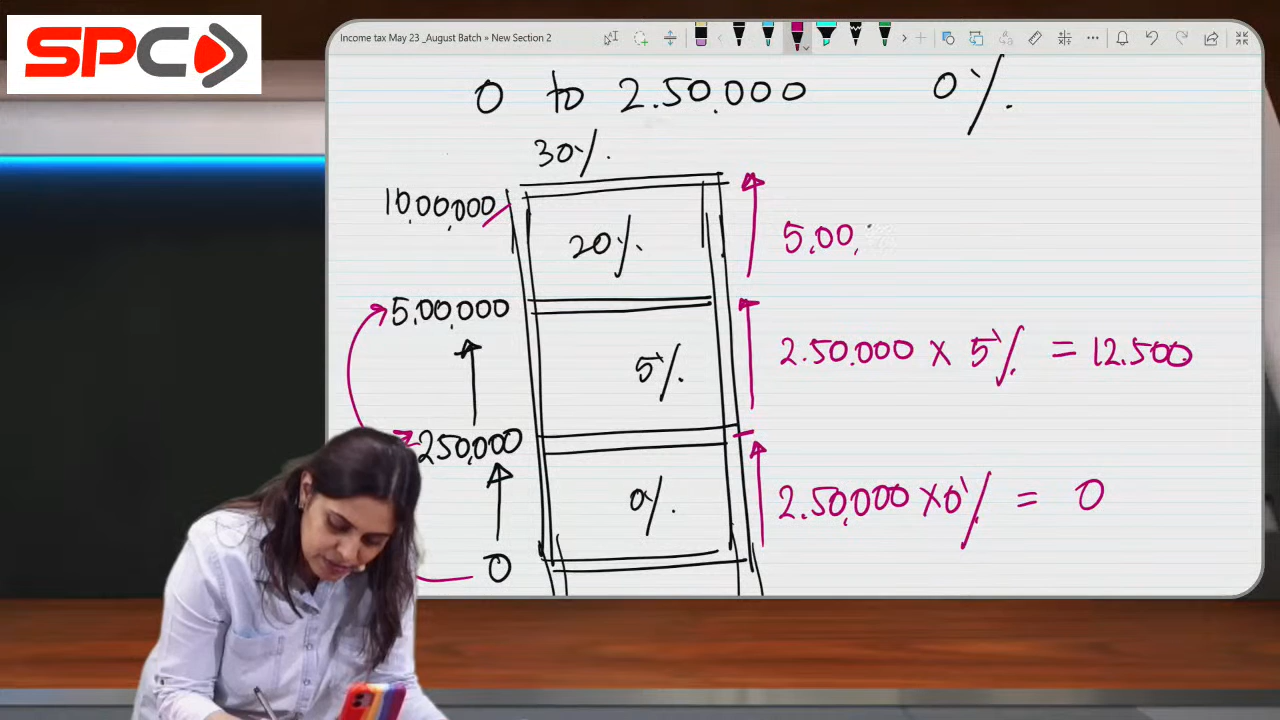 SPC
Income tax May 23 _August Batch » New Section 2
0 to 2.50,000 0%.
30%.
10,00,000
20%.
5,00,
5,00,000
5%.
2.50,000 X 5% = 12.500
250,000
0%.
2.50,000 X 0% = 0
0